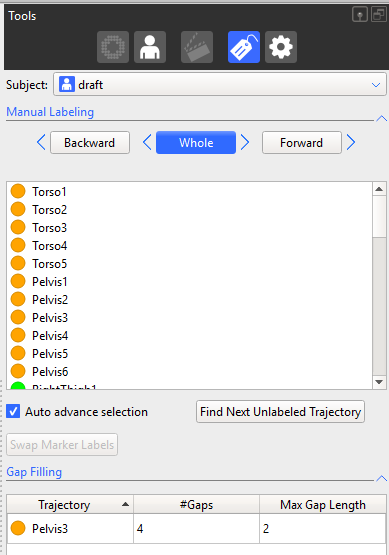 Tools
Subject: draft
Manual Labeling
Backward Whole Forward
Torso1
Torso2
Torso3
Torso4
Torso5
Pelvis1
Pelvis2
Pelvis3
Pelvis4
Pelvis5
Pelvis6
RightThigh1
Auto advance selection Find Next Unlabeled Trajectory
Swap Marker Labels
Gap Filling
Trajectory #Gaps Max Gap Length
Pelvis3 4 2